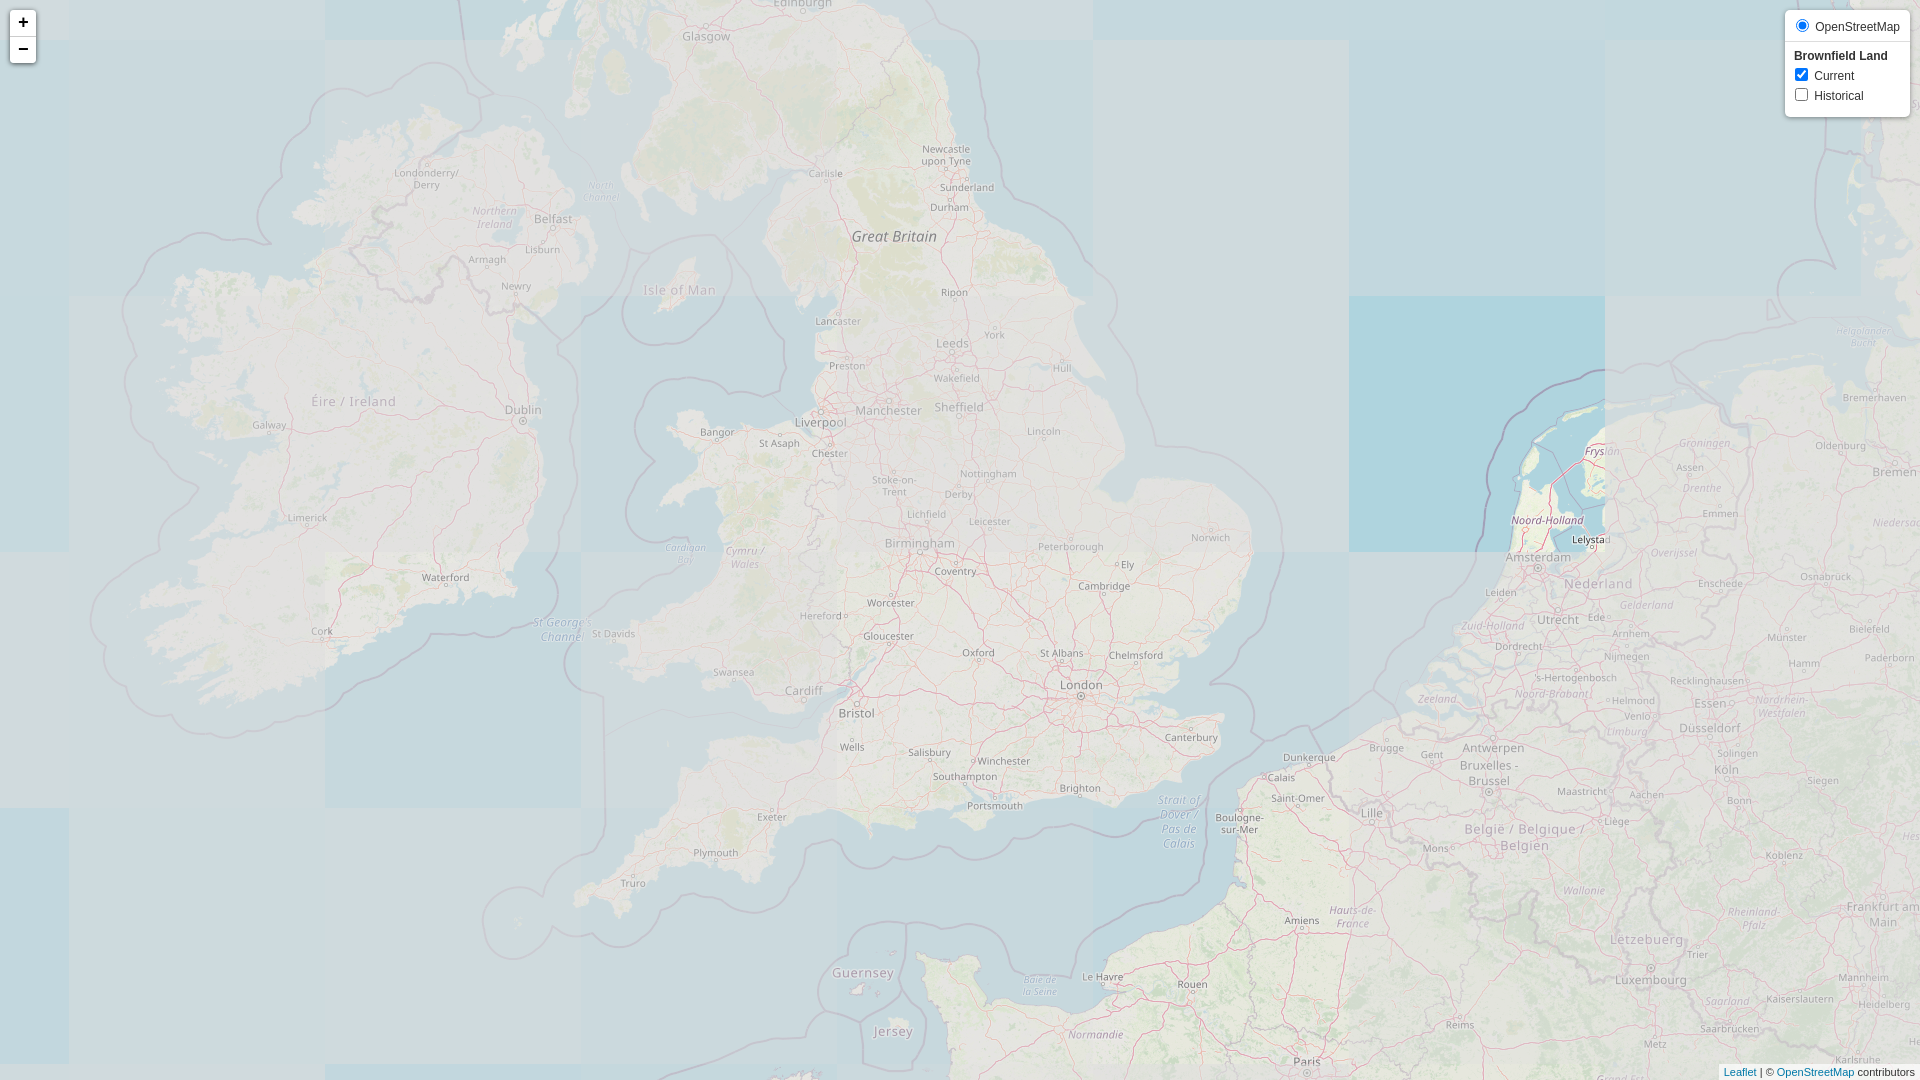 +
−
OpenStreetMap
Brownfield Land
Current
Historical
Edinburgh
Glasgow
Newcastle
upon Tyne
Londonderry/
Derry
Carlisle
North
Channel
Sunderland
Durham
Northern
Ireland
Belfast
Great Britain
Lisburn
Armagh
Newry
Isle of Man
Ripon
Lancaster
York
Helgoländer
Bucht
Leeds
Preston
Hull
Wakefield
Éire / Ireland
Bremerhaven
Dublin
Manchester
Sheffield
Liverpool
Galway
Bangor
Lincoln
St Asaph
Groningen
Oldenburg
Chester
Fryslân
Assen
Bremen
Nottingham
Stoke-on-
Trent
Drenthe
Derby
Limerick
Lichfield
Leicester
Noord-Holland
Emmen
Niedersac
Norwich
Birmingham
Peterborough
Lelystad
Cardigan
Bay
Cymru /
Wales
Amsterdam
Overijssel
Ely
Coventry
Waterford
Cambridge
Nederland
Enschede
Osnabrück
Leiden
Worcester
Gelderland
Hereford
Utrecht
Ede
St George's
Channel
Zuid-Holland
Cork
St Davids
Gloucester
Arnhem
Münster
Bielefeld
Dordrecht
Oxford
St Albans
Chelmsford
Nijmegen
Paderborn
Hamm
Swansea
's-Hertogenbosch
Recklinghausen
London
Cardiff
Zeeland
Noord-Brabant
Helmond
Essen
Nordrhein-
Westfalen
Bristol
Venlo
Düsseldorf
Limburg
Canterbury
Wells
Brugge
Antwerpen
Salisbury
Gent
Solingen
Winchester
Dunkerque
Bruxelles -
Brussel
Köln
Southampton
Calais
Siegen
Brighton
Maastricht
Aachen
Saint-Omer
Bonn
Portsmouth
Strait of
Dover /
Pas de
Calais
Exeter
Lille
Boulogne-
sur-Mer
Liège
België / Belgique /
Belgien
Mons
Plymouth
Koblenz
Truro
Wallonie
Hauts-de-
France
Rheinland-
Pfalz
Frankfurt am
Main
Amiens
Lëtzebuerg
Trier
Guernsey
Le Havre
Baie de
la Seine
Rouen
Luxembourg
Mannheim
Kaiserslautern
Saarland
Heidelberg
Jersey
Reims
Saarbrücken
Normandie
Metz
Paris
Karlsruhe
Leaflet | © OpenStreetMap contributors